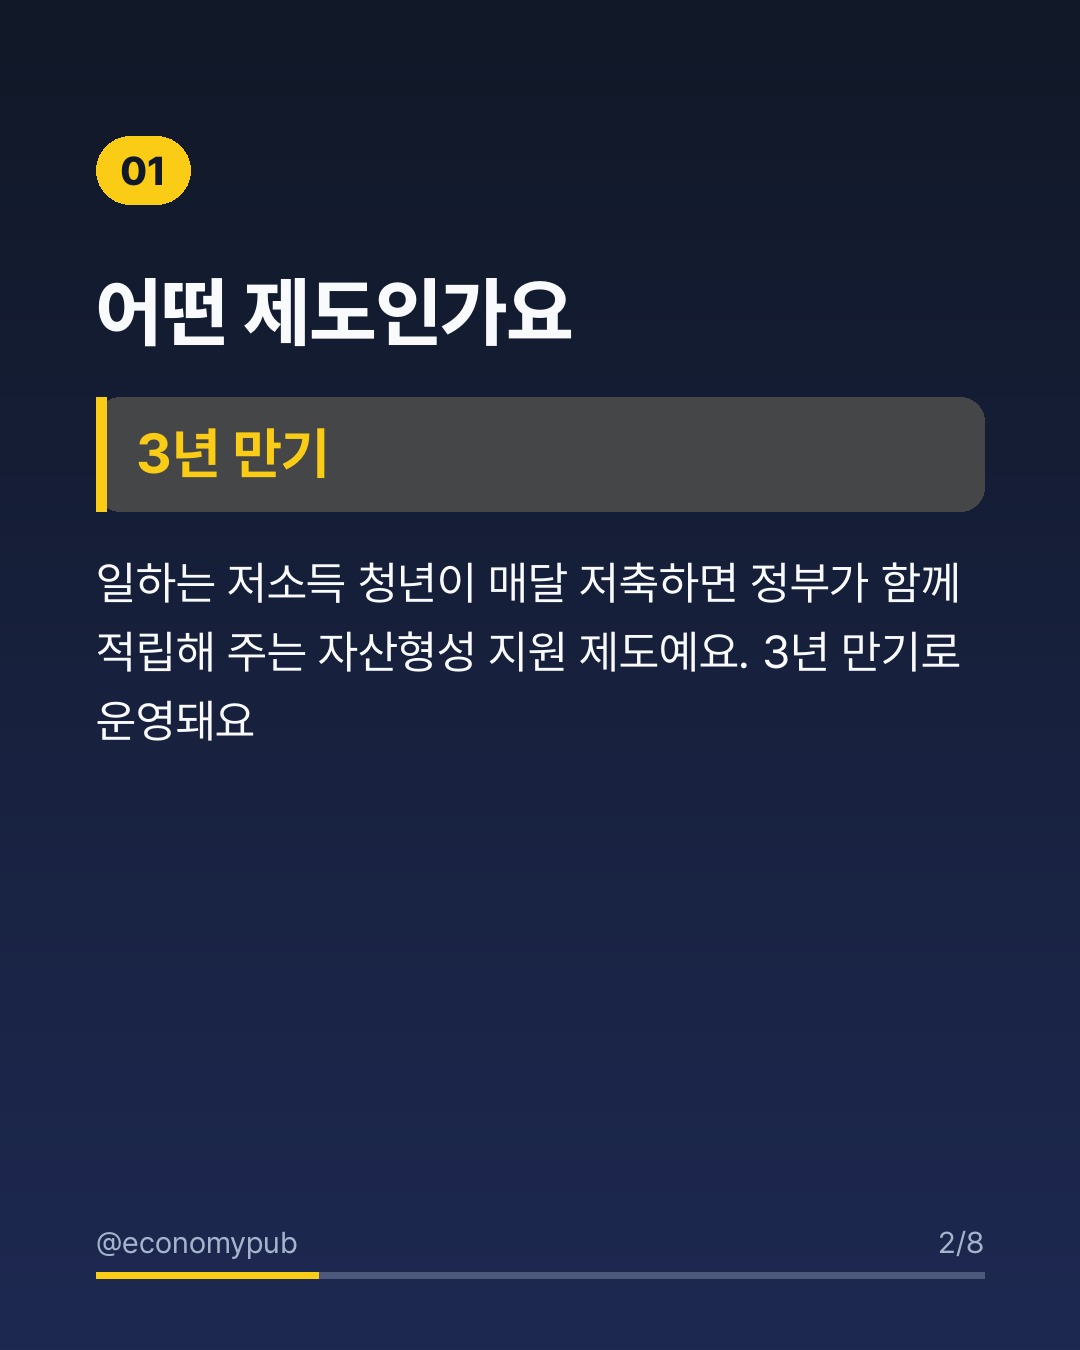 01
어떤 제도인가요
3년 만기
일하는 저소득 청년이 매달 저축하면 정부가 함께
적립해 주는 자산형성 지원 제도예요. 3년 만기로
운영돼요
@economypub
2/8